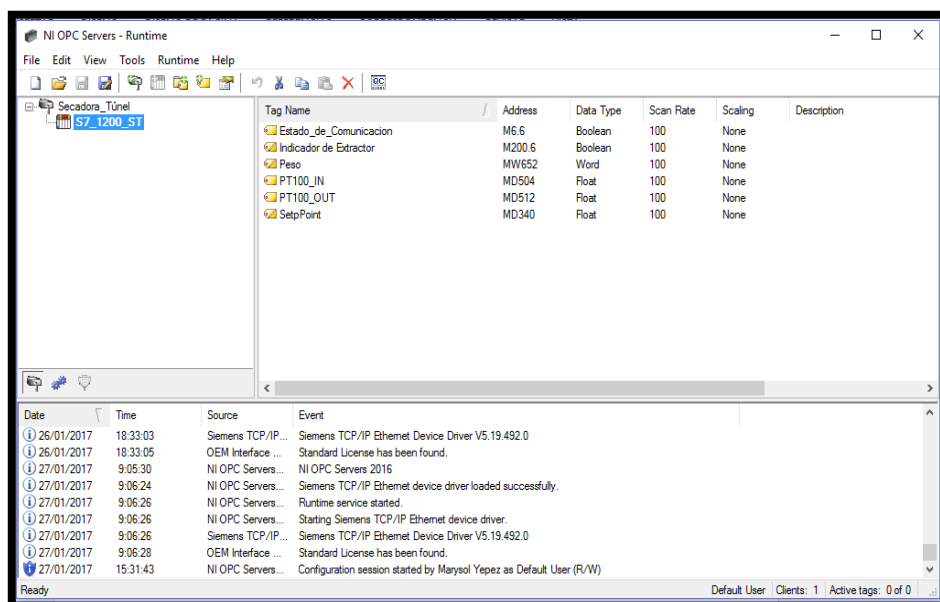 NI OPC Servers - Runtime
File Edit View Tools Runtime Help
Secadora_Túnel
S7_1200_ST
Tag Name / Address Data Type Scan Rate Scaling Description
Estado_de_Comunicacion M6.6 Boolean 100 None
Indicador de Extractor M200.6 Boolean 100 None
Peso MW652 Word 100 None
PT100_IN MD504 Float 100 None
PT100_OUT MD512 Float 100 None
SetpPoint MD340 Float 100 None
Date Time Source Event
26/01/2017 18:33:03 Siemens TCP/IP... Siemens TCP/IP Ethernet Device Driver V5.19.492.0
26/01/2017 18:33:05 OEM Interface ... Standard License has been found.
27/01/2017 9:05:30 NI OPC Servers... NI OPC Servers 2016
27/01/2017 9:06:24 NI OPC Servers... Siemens TCP/IP Ethernet device driver loaded successfully.
27/01/2017 9:06:26 NI OPC Servers... Runtime service started.
27/01/2017 9:06:26 NI OPC Servers... Starting Siemens TCP/IP Ethernet device driver.
27/01/2017 9:06:26 Siemens TCP/IP... Siemens TCP/IP Ethernet Device Driver V5.19.492.0
27/01/2017 9:06:28 OEM Interface ... Standard License has been found.
27/01/2017 15:31:43 NI OPC Servers... Configuration session started by Marysol Yepez as Default User (R/W)
Ready Default User Clients: 1 Active tags: 0 of 0